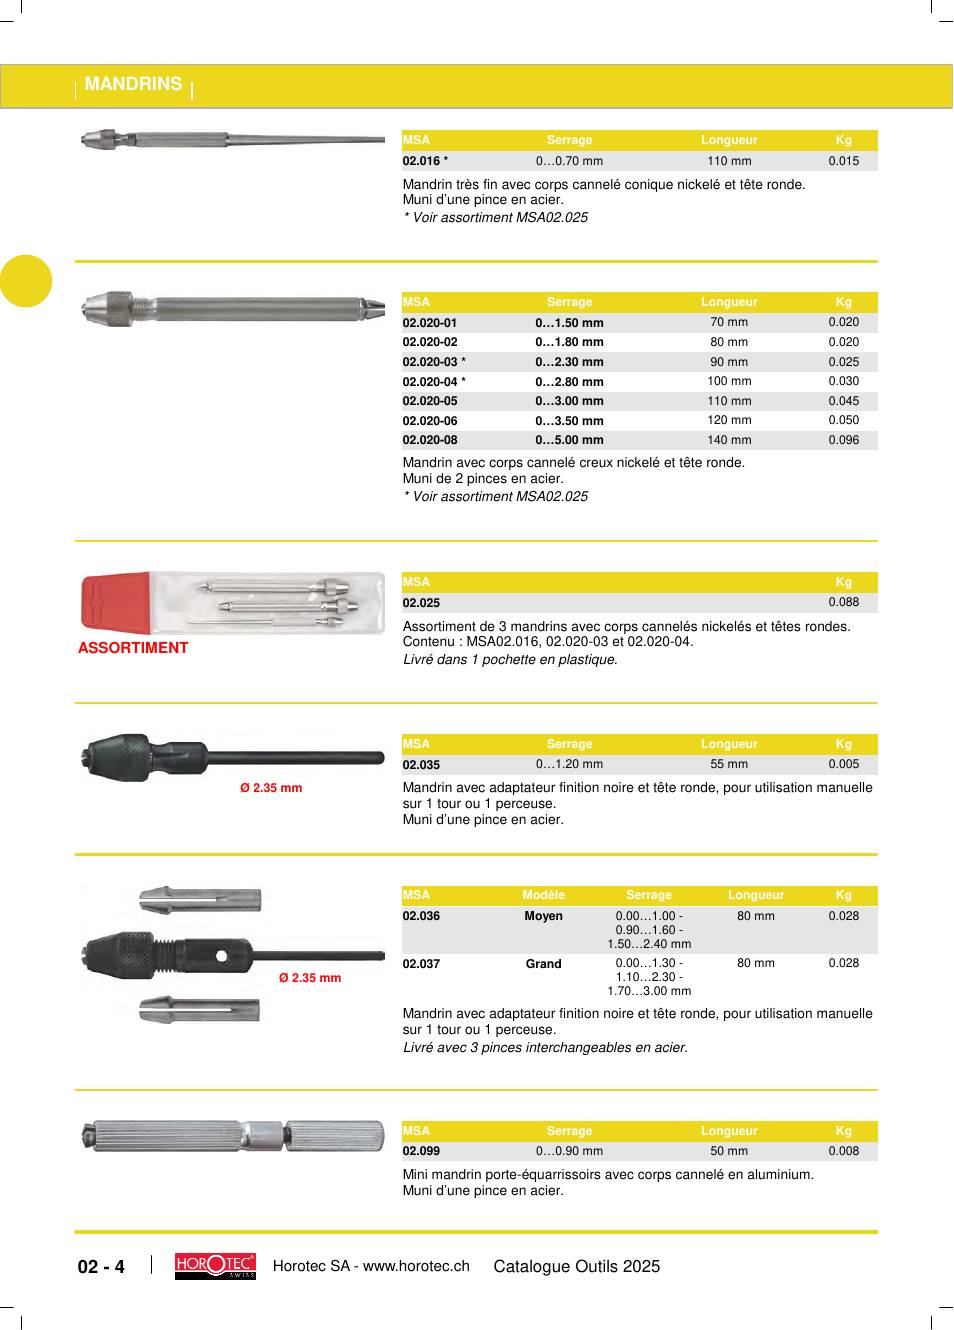 MANDRINS
MSA Serrage Longueur Kg
02.016 * 0…0.70 mm 110 mm 0.015
Mandrin très fin avec corps cannelé conique nickelé et tête ronde.
Muni d’une pince en acier.
* Voir assortiment MSA02.025
MSA Serrage Longueur Kg
02.020-01 0…1.50 mm 70 mm 0.020
02.020-02 0…1.80 mm 80 mm 0.020
02.020-03 * 0…2.30 mm 90 mm 0.025
02.020-04 * 0…2.80 mm 100 mm 0.030
02.020-05 0…3.00 mm 110 mm 0.045
02.020-06 0…3.50 mm 120 mm 0.050
02.020-08 0…5.00 mm 140 mm 0.096
Mandrin avec corps cannelé creux nickelé et tête ronde.
Muni de 2 pinces en acier.
* Voir assortiment MSA02.025
ASSORTIMENT
MSA Kg
02.025 0.088
Assortiment de 3 mandrins avec corps cannelés nickelés et têtes rondes.
Contenu : MSA02.016, 02.020-03 et 02.020-04.
Livré dans 1 pochette en plastique.
Ø 2.35 mm
MSA Serrage Longueur Kg
02.035 0…1.20 mm 55 mm 0.005
Mandrin avec adaptateur finition noire et tête ronde, pour utilisation manuelle
sur 1 tour ou 1 perceuse.
Muni d’une pince en acier.
Ø 2.35 mm
MSA Modèle Serrage Longueur Kg
02.036 Moyen 0.00…1.00 - 80 mm 0.028
0.90…1.60 -
1.50…2.40 mm
02.037 Grand 0.00…1.30 - 80 mm 0.028
1.10…2.30 -
1.70…3.00 mm
Mandrin avec adaptateur finition noire et tête ronde, pour utilisation manuelle
sur 1 tour ou 1 perceuse.
Livré avec 3 pinces interchangeables en acier.
MSA Serrage Longueur Kg
02.099 0…0.90 mm 50 mm 0.008
Mini mandrin porte-équarrissoirs avec corps cannelé en aluminium.
Muni d’une pince en acier.
02 - 4
HOROTEC®
SWISS
Horotec SA - www.horotec.ch Catalogue Outils 2025